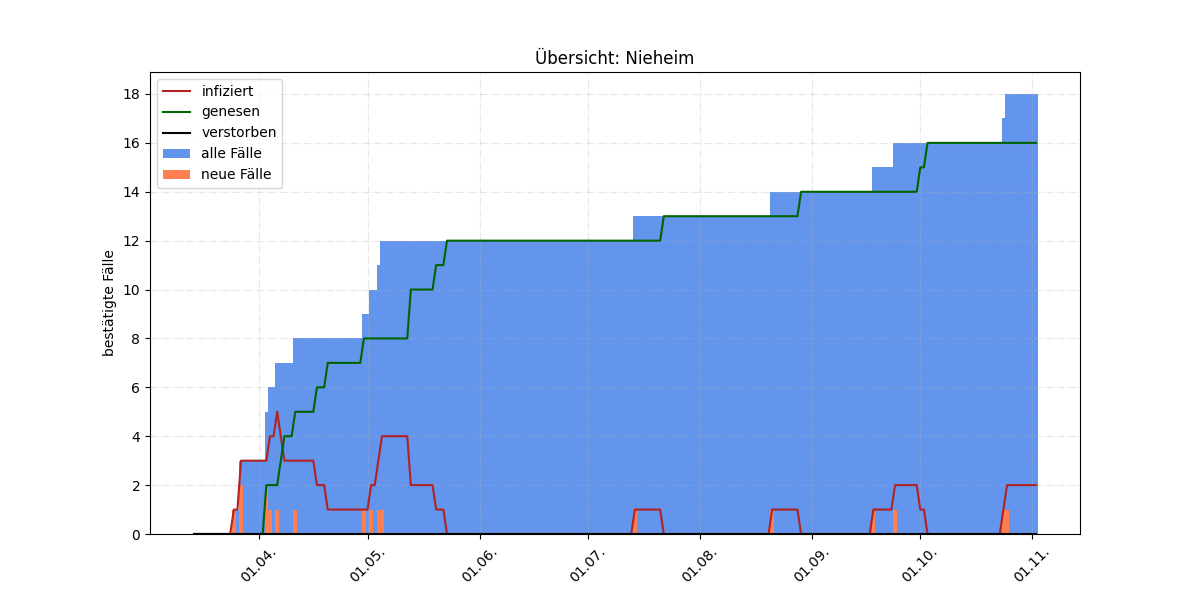 Übersicht: Nieheim
infiziert
genesen
verstorben
alle Fälle
neue Fälle
bestätigte Fälle
18
16
14
12
10
8
6
4
2
0
01.04.
01.05.
01.06.
01.07.
01.08.
01.09.
01.10.
01.11.